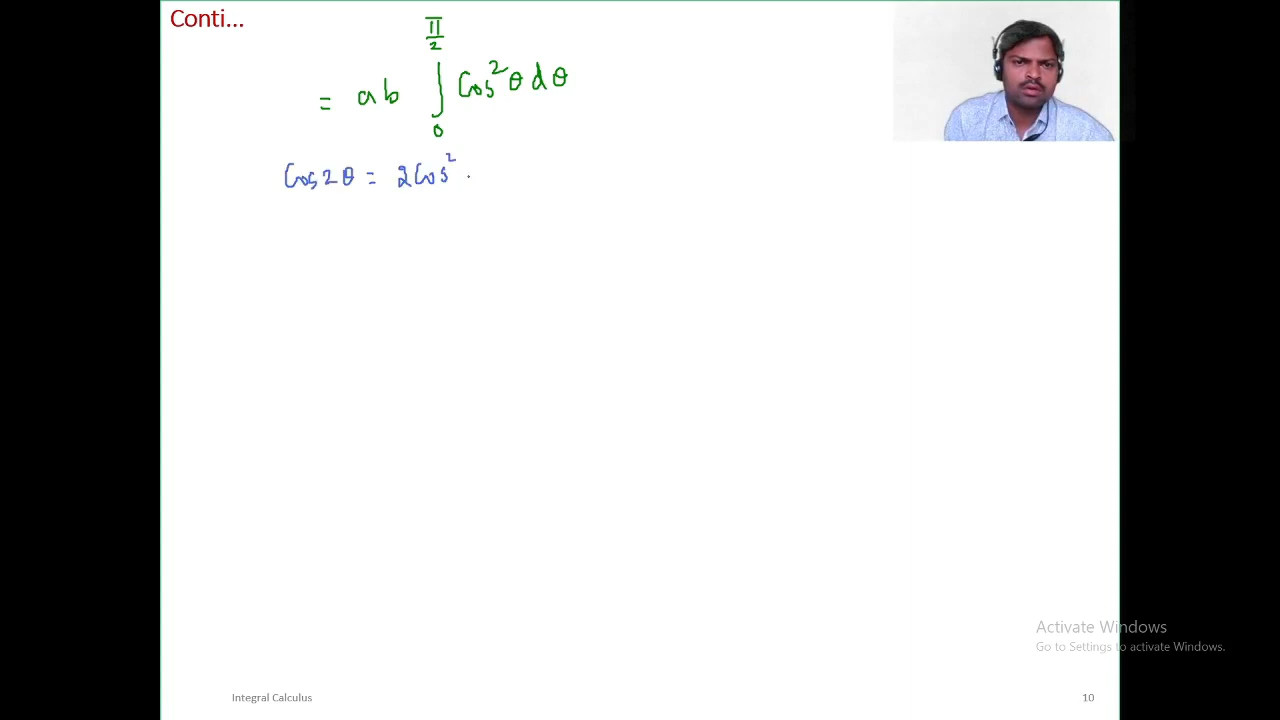 Conti...
π/2
= ab ∫ Cos²θ dθ
0
Cos2θ = 2Cos²
Activate Windows
Go to Settings to activate Windows.
Integral Calculus
10